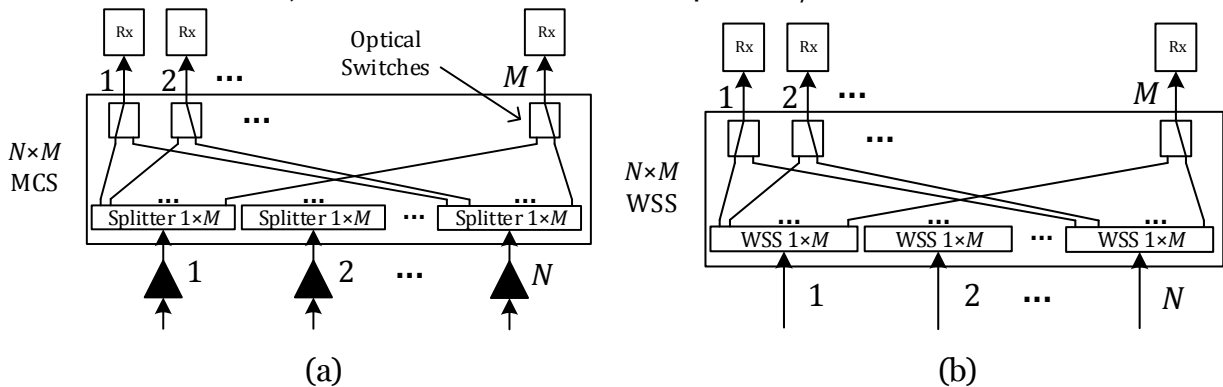 Rx Rx Rx
Optical
Switches
1 2 ... M
...
N×M
MCS
... ... ...
Splitter 1×M Splitter 1×M ... Splitter 1×M
1 2 ... N
(a)
Rx Rx Rx
1 2 ... M
...
N×M
WSS
... ... ...
WSS 1×M WSS 1×M ... WSS 1×M
1 2 ... N
(b)